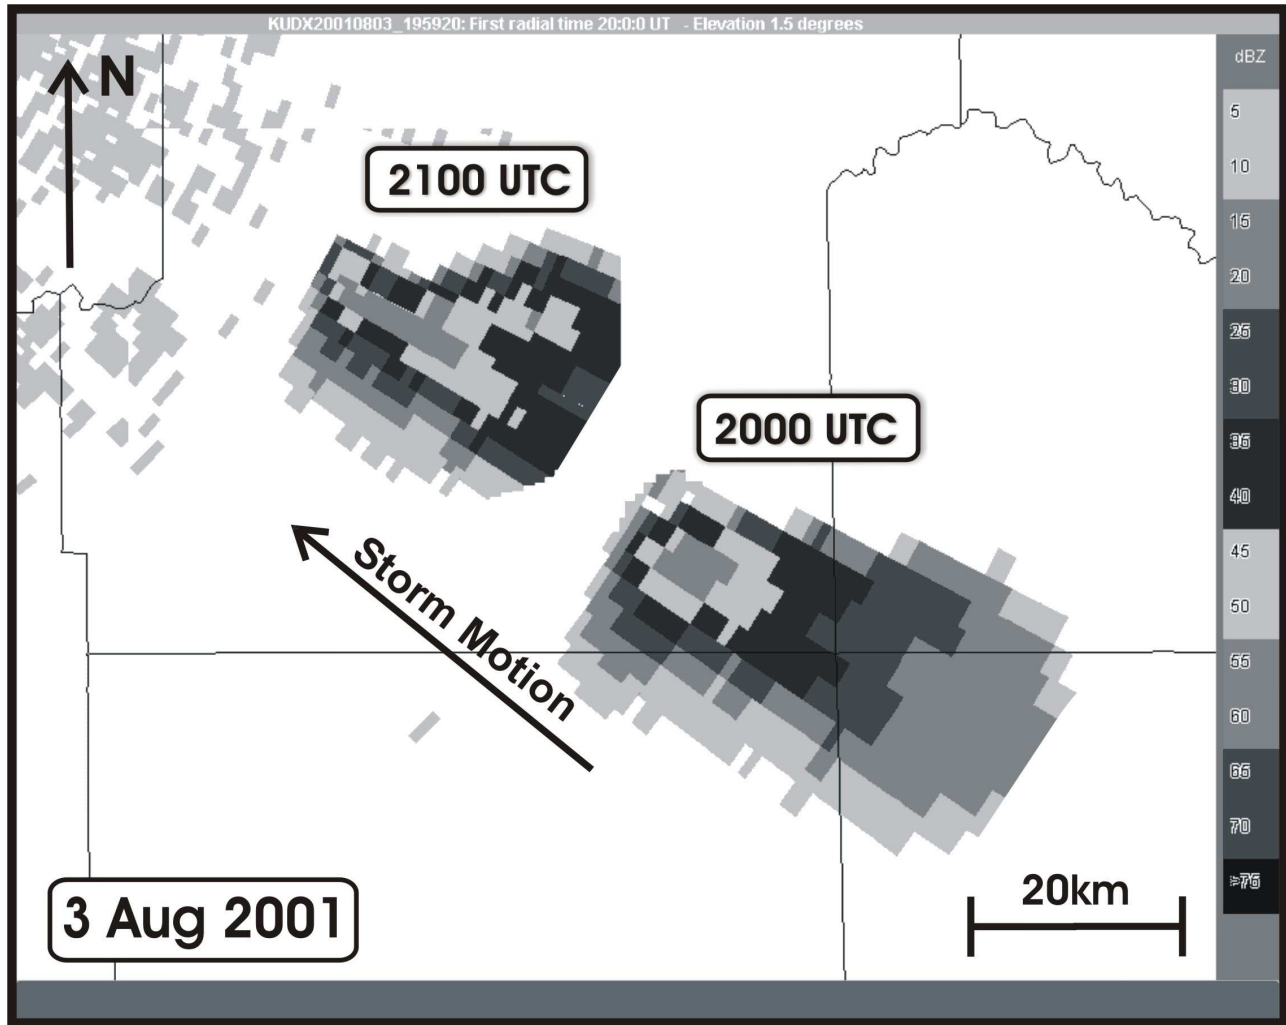 KUDX20010803_195920: First radial time 20:0:0 UT - Elevation 1.5 degrees
N
dBZ
5
10
15
20
25
30
35
40
45
50
55
60
65
70
>75
2100 UTC
2000 UTC
Storm Motion
3 Aug 2001
20km